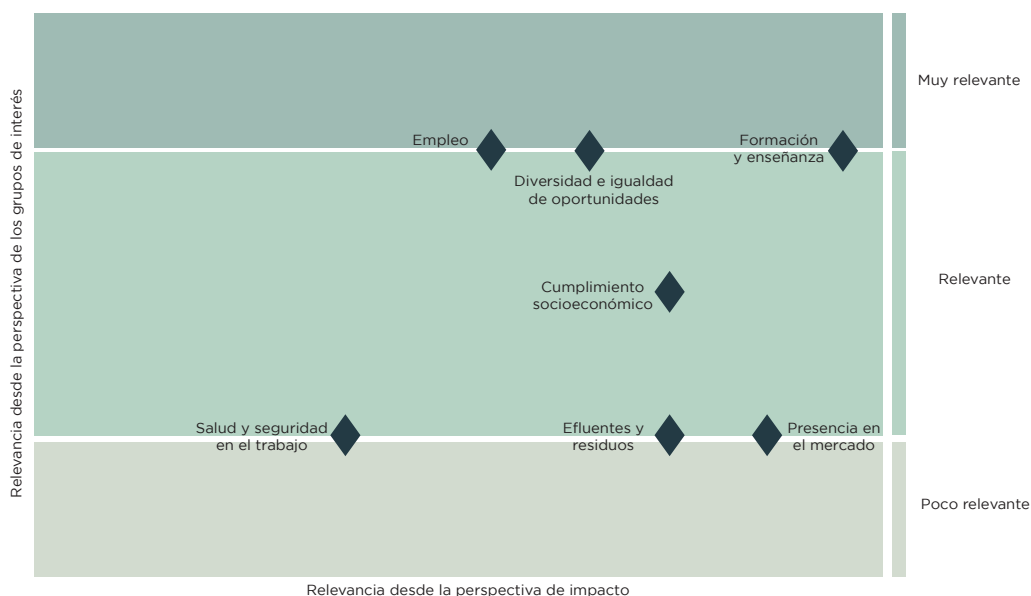 Relevancia desde la perspectiva de los grupos de interés
Muy relevante
Empleo
Formación
y enseñanza
Diversidad e igualdad
de oportunidades
Relevante
Cumplimiento
socioeconómico
Salud y seguridad
en el trabajo
Efluentes y
residuos
Presencia en
el mercado
Poco relevante
Relevancia desde la perspectiva de impacto